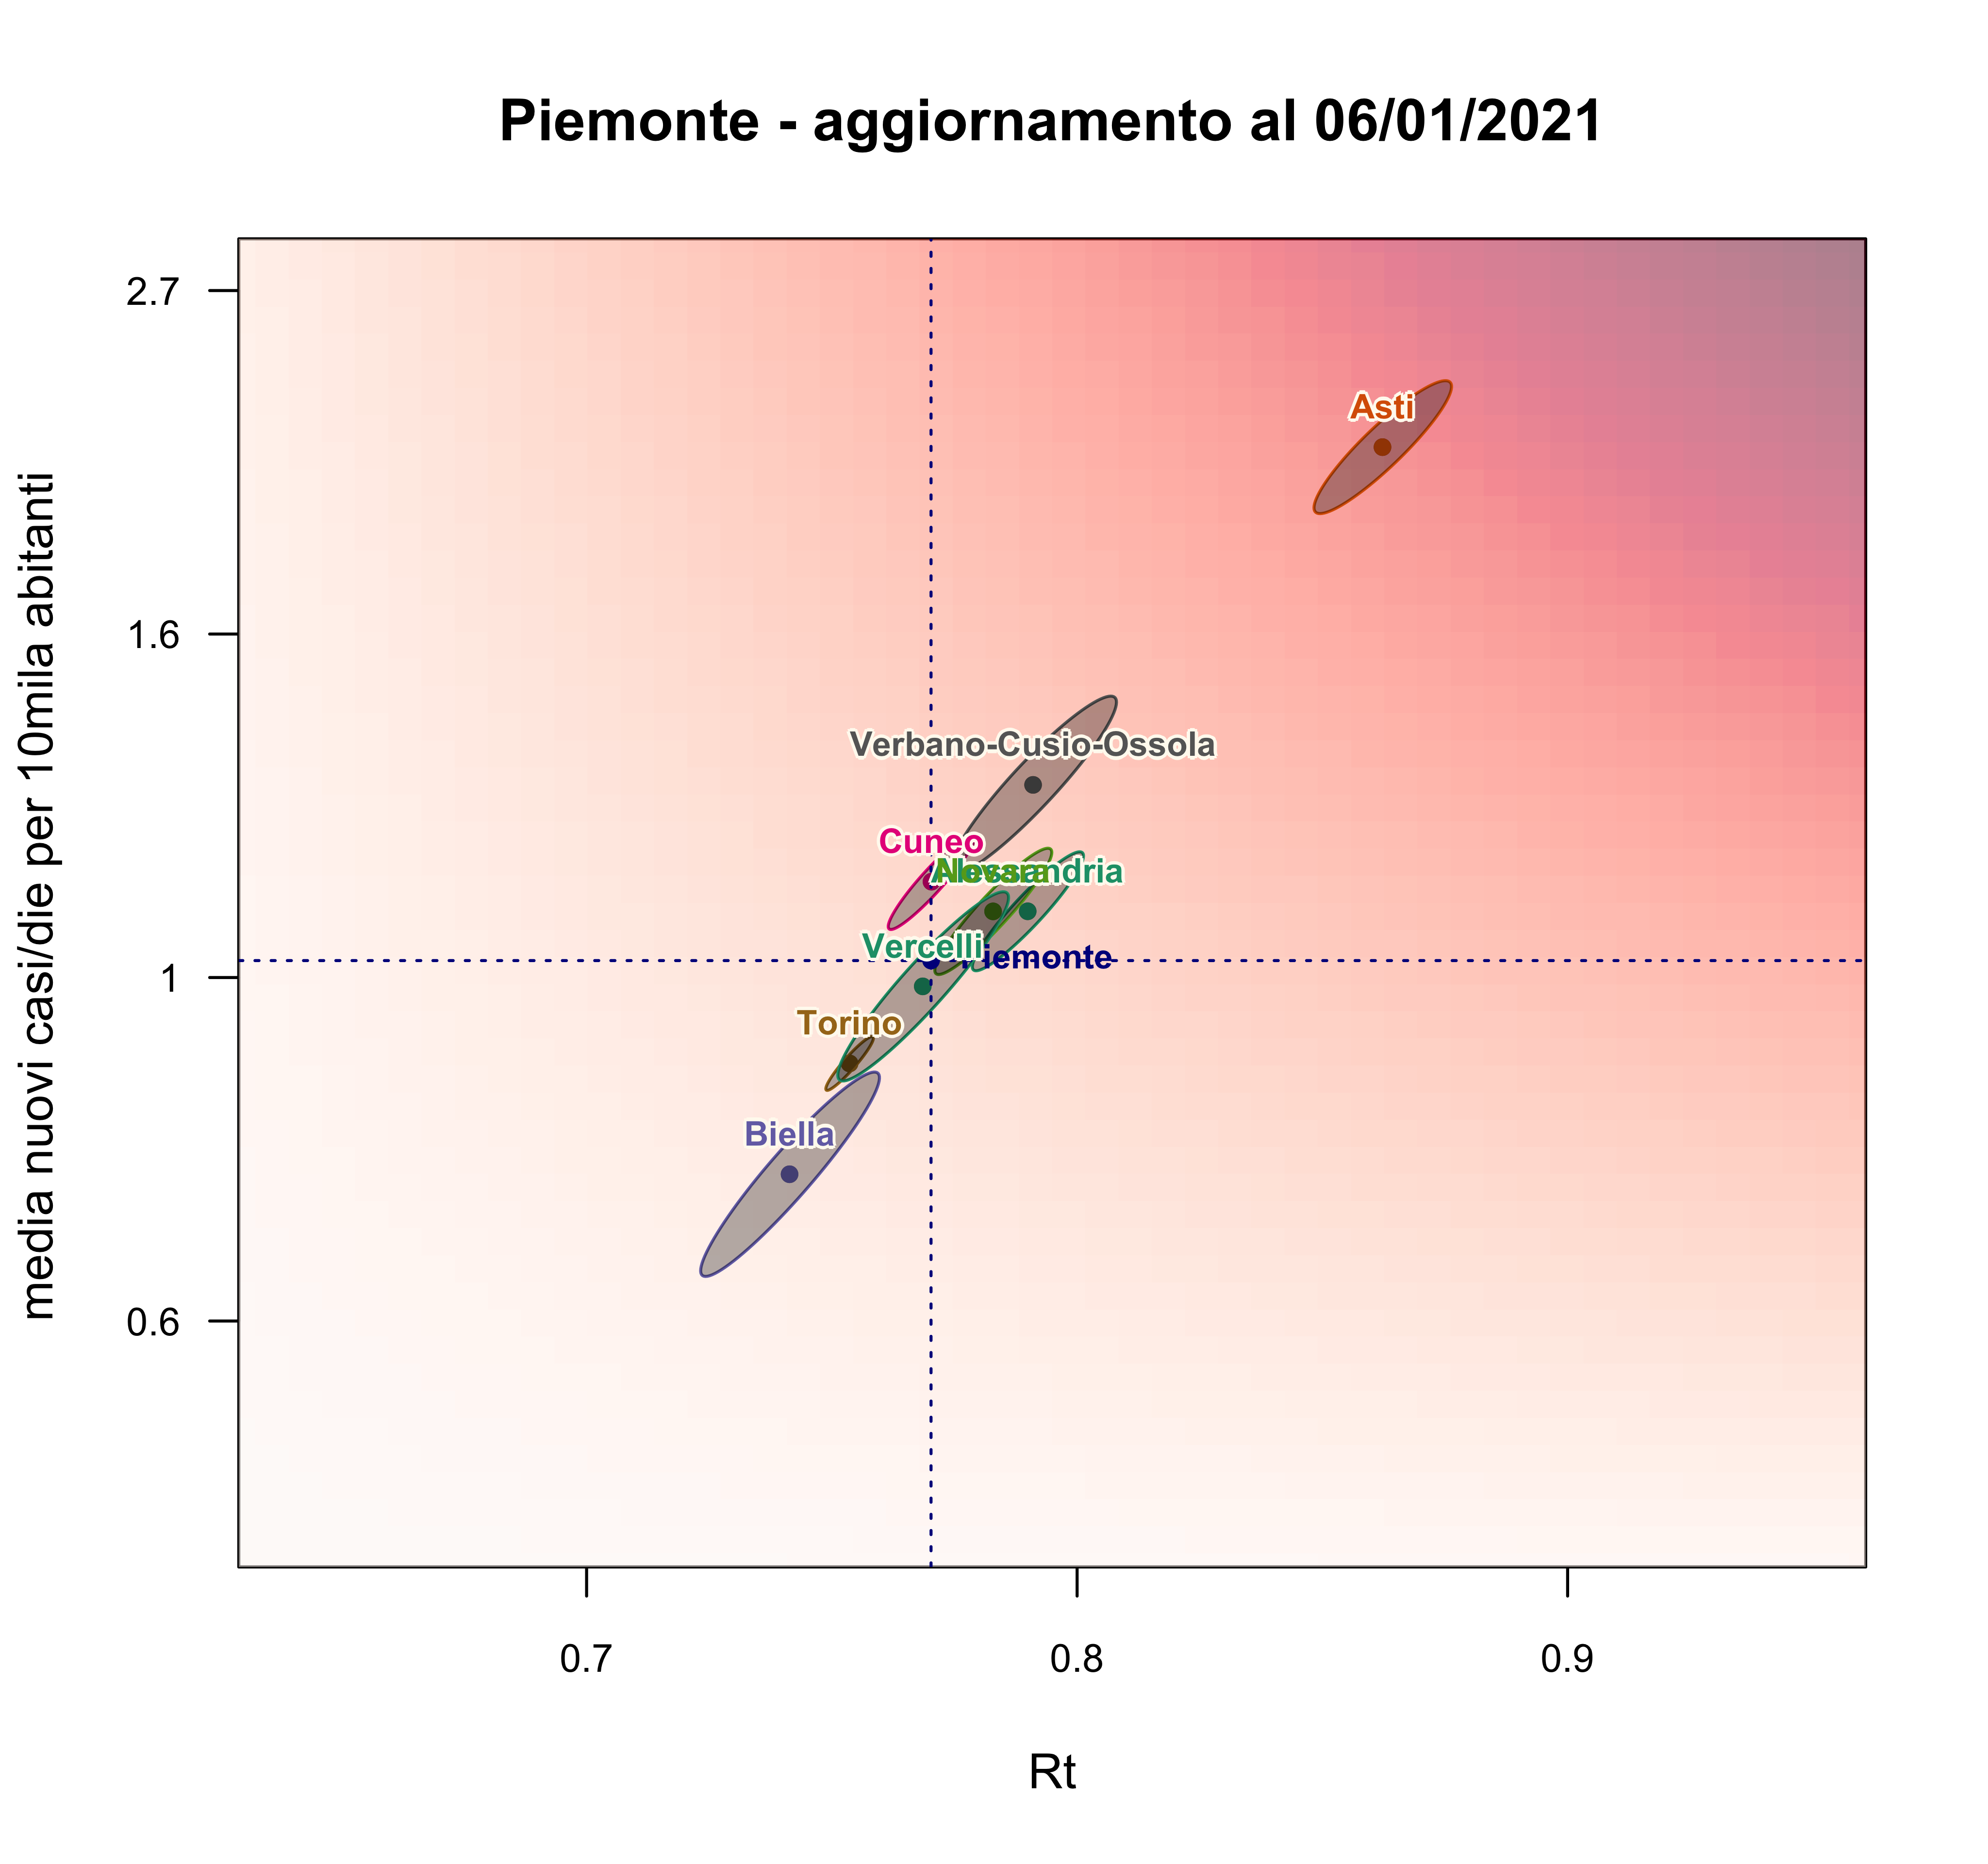 Piemonte - aggiornamento al 06/01/2021
media nuovi casi/die per 10mila abitanti
2.7
1.6
1
0.6
Asti
Verbano-Cusio-Ossola
Cuneo
Alessandria
Novara
Vercelli
Piemonte
Torino
Biella
0.7
0.8
0.9
Rt